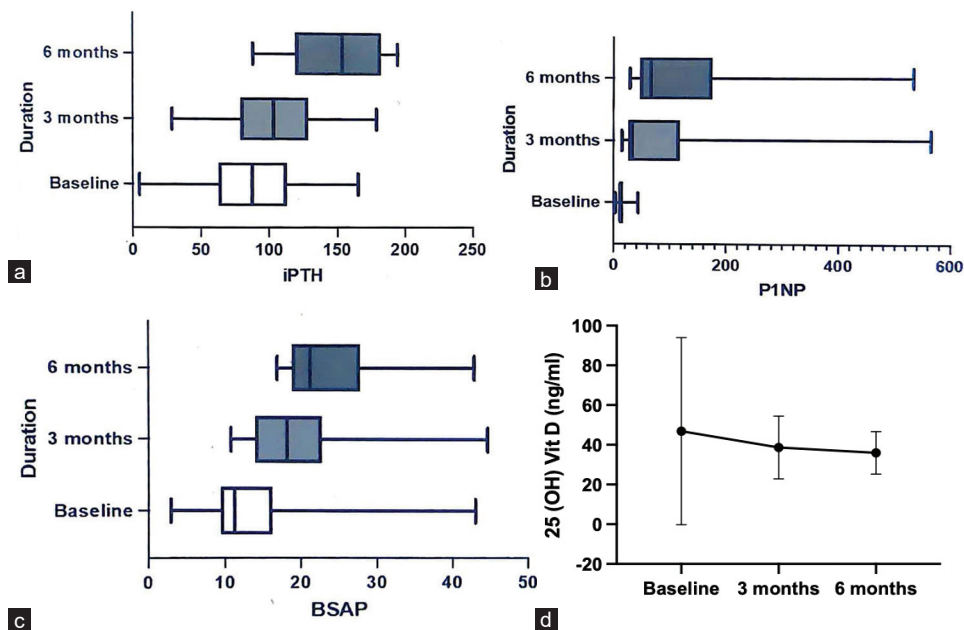 6 months
3 months
Baseline
Duration
0 50 100 150 200 250
iPTH
a
6 months
3 months
Baseline
Duration
0 200 400 600
P1NP
b
6 months
3 months
Baseline
Duration
0 10 20 30 40 50
BSAP
c
100
80
60
40
20
0
-20
25 (OH) Vit D (ng/ml)
Baseline 3 months 6 months
d